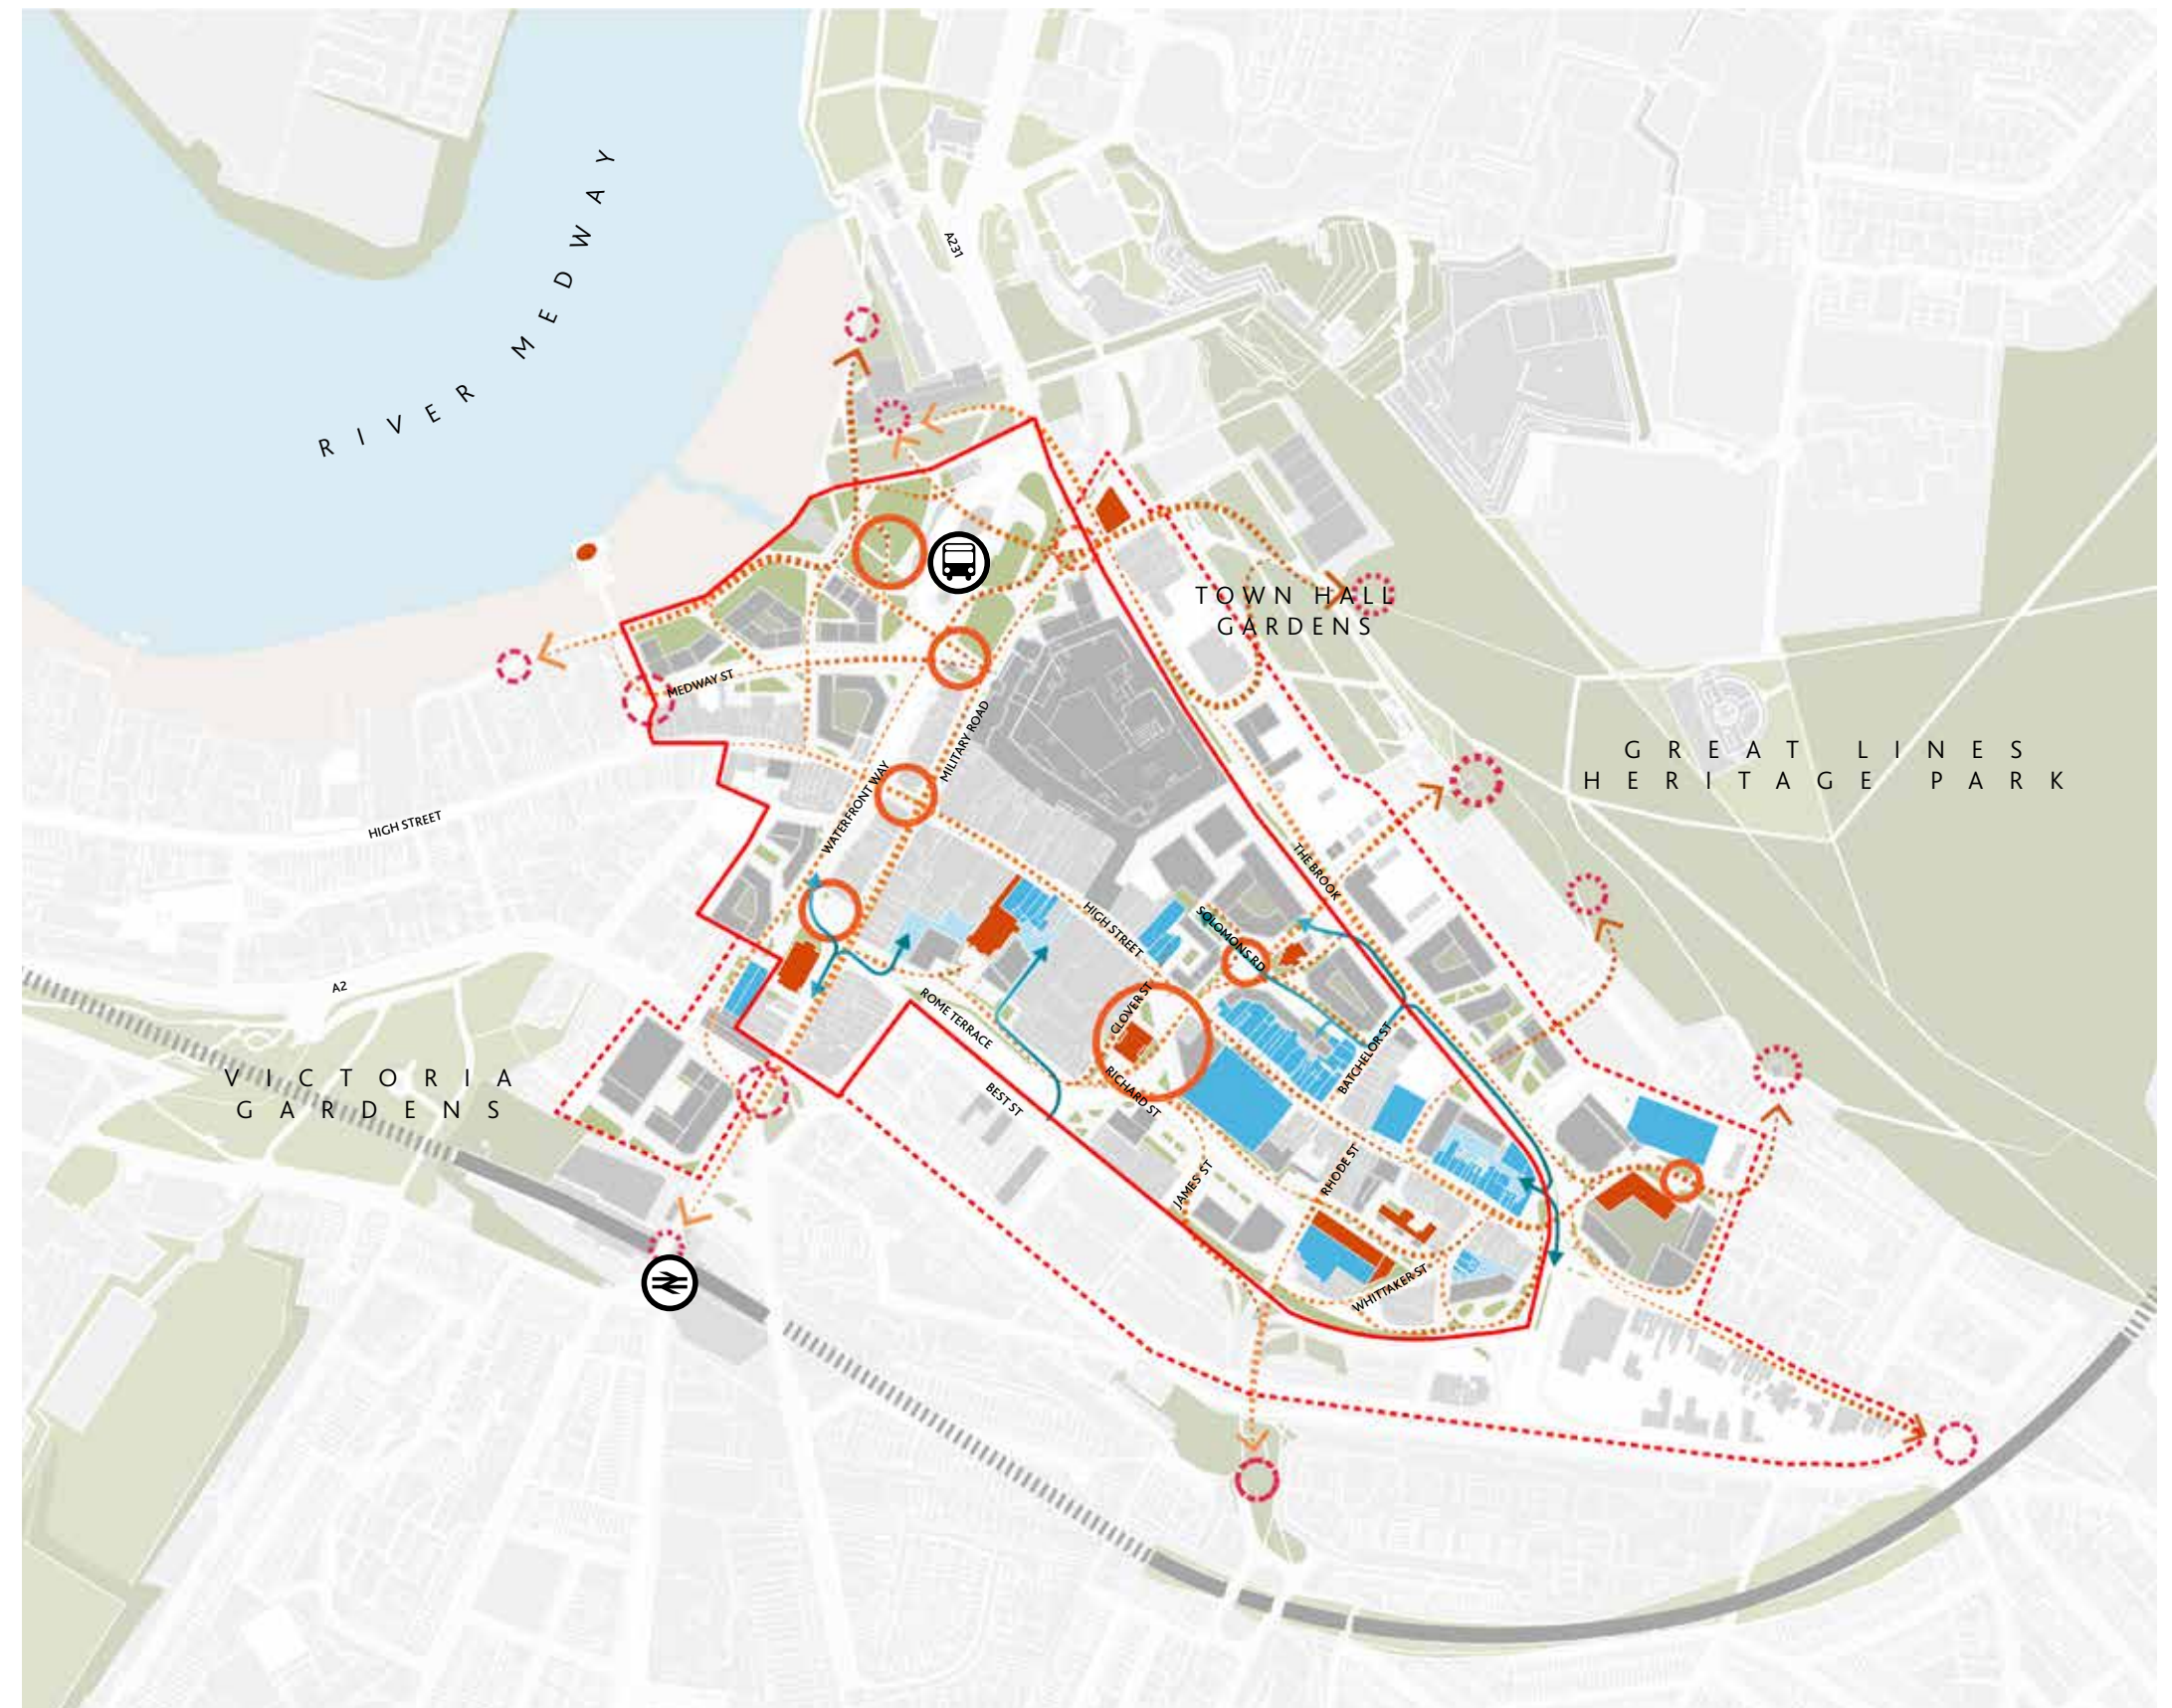 RIVER MEDWAY
A231
TOWN HALL
GARDENS
MEDWAY ST
MILITARY ROAD
GREAT LINES
HERITAGE PARK
WATERFRONT WAY
HIGH STREET
THE BROOK
HIGH STREET
SOLOMONS RD
A2
ROME TERRACE
CLOVER ST
BATCHELOR ST
VICTORIA
GARDENS
BEST ST
RICHARD ST
JAMES ST
RHODE ST
WHITTAKER ST